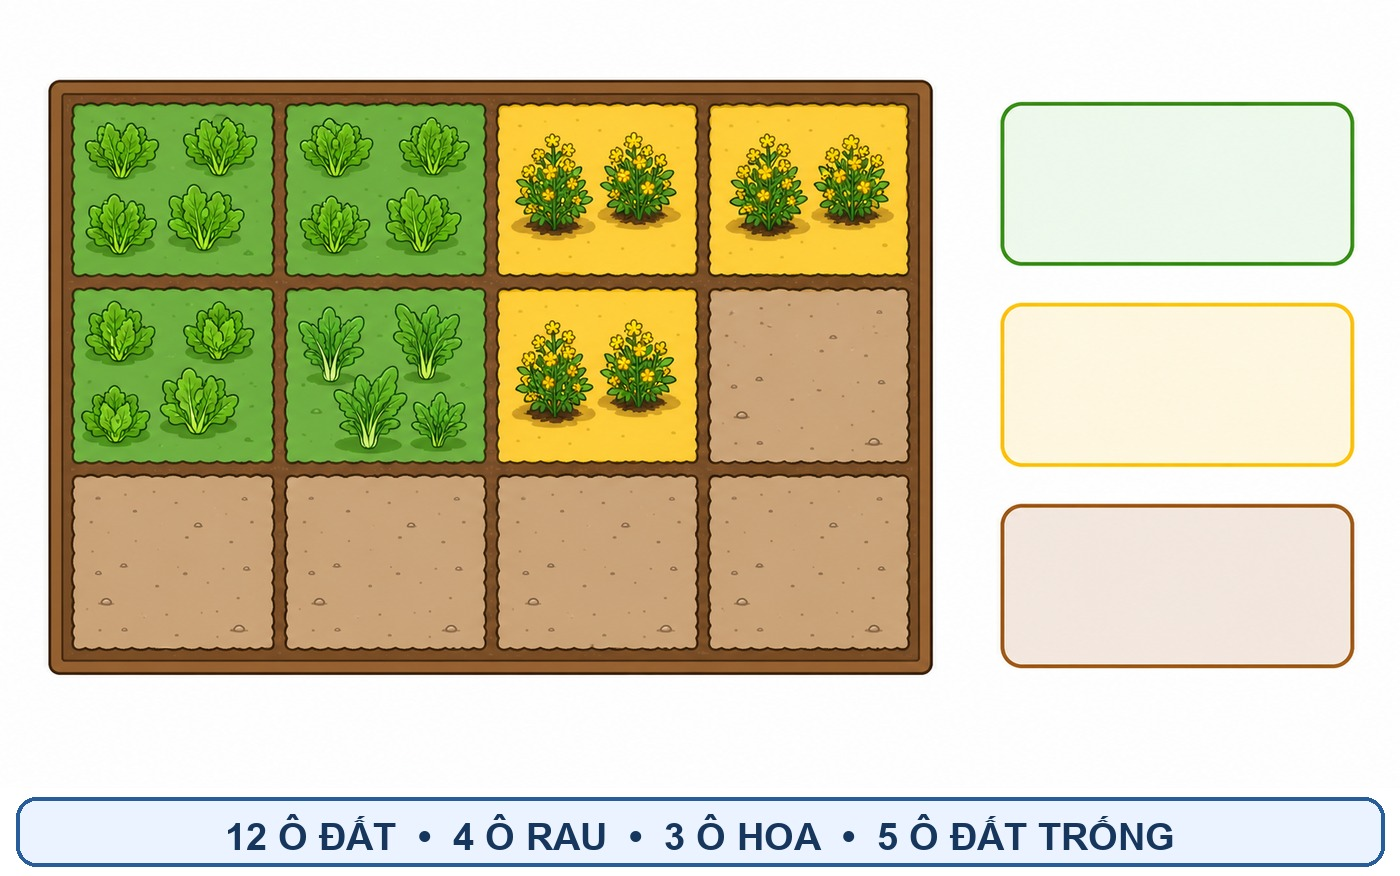 12 Ô ĐẤT • 4 Ô RAU • 3 Ô HOA • 5 Ô ĐẤT TRỐNG